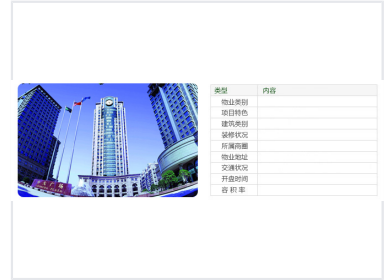 类型 内容
物业类别
项目特色
建筑类别
装修状况
所属商圈
物业地址
交通状况
开盘时间
容 积 率
广场